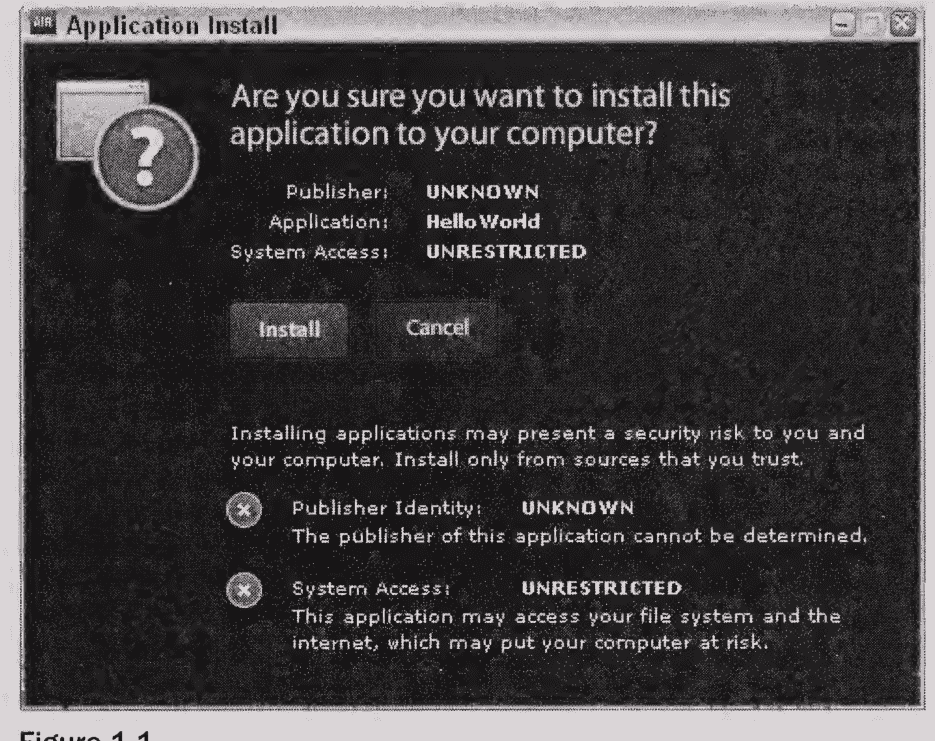 AIR Application Install
Are you sure you want to install this
application to your computer?
Publisher: UNKNOWN
Application: HelloWorld
System Access: UNRESTRICTED
Install Cancel
Installing applications may present a security risk to you and
your computer. Install only from sources that you trust.
Publisher Identity: UNKNOWN
The publisher of this application cannot be determined.
System Access: UNRESTRICTED
This application may access your file system and the
internet, which may put your computer at risk.
Figure 1-1